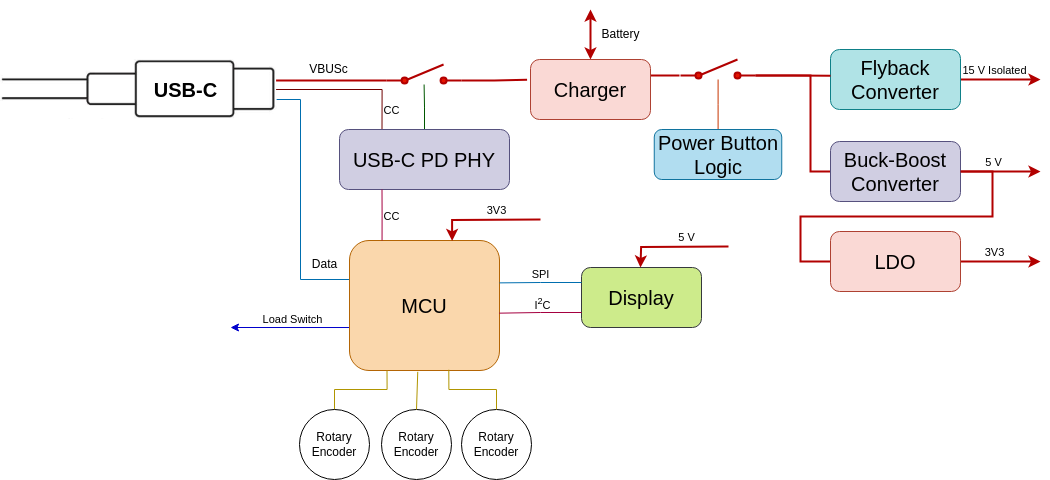 Battery
VBUSc
USB-C
Charger
Flyback
Converter
15 V Isolated
CC
USB-C PD PHY
Power Button
Logic
Buck-Boost
Converter
5 V
CC
3V3
5 V
LDO
3V3
Data
MCU
SPI
I²C
Display
Load Switch
Rotary
Encoder
Rotary
Encoder
Rotary
Encoder